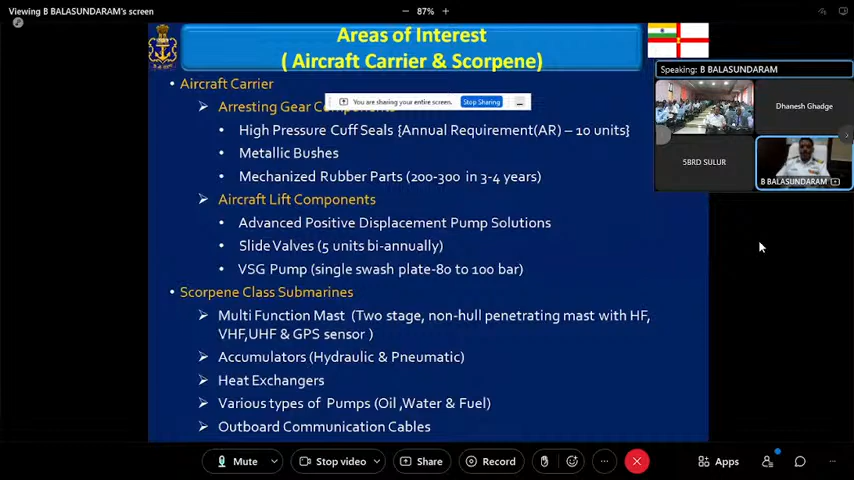 Viewing B BALASUNDARAM's screen
87%
Areas of Interest
( Aircraft Carrier & Scorpene)
Speaking: B BALASUNDARAM
Dhanesh Ghadge
5BRD SULUR
B BALASUNDARAM
You are sharing your entire screen.
Stop Sharing
• Aircraft Carrier
Arresting Gear Co
• High Pressure Cuff Seals {Annual Requirement(AR) – 10 units}
• Metallic Bushes
• Mechanized Rubber Parts (200-300 in 3-4 years)
Aircraft Lift Components
• Advanced Positive Displacement Pump Solutions
• Slide Valves (5 units bi-annually)
• VSG Pump (single swash plate-80 to 100 bar)
• Scorpene Class Submarines
Multi Function Mast (Two stage, non-hull penetrating mast with HF,
VHF,UHF & GPS sensor )
Accumulators (Hydraulic & Pneumatic)
Heat Exchangers
Various types of Pumps (Oil ,Water & Fuel)
Outboard Communication Cables
Mute
Stop video
Share
Record
Apps